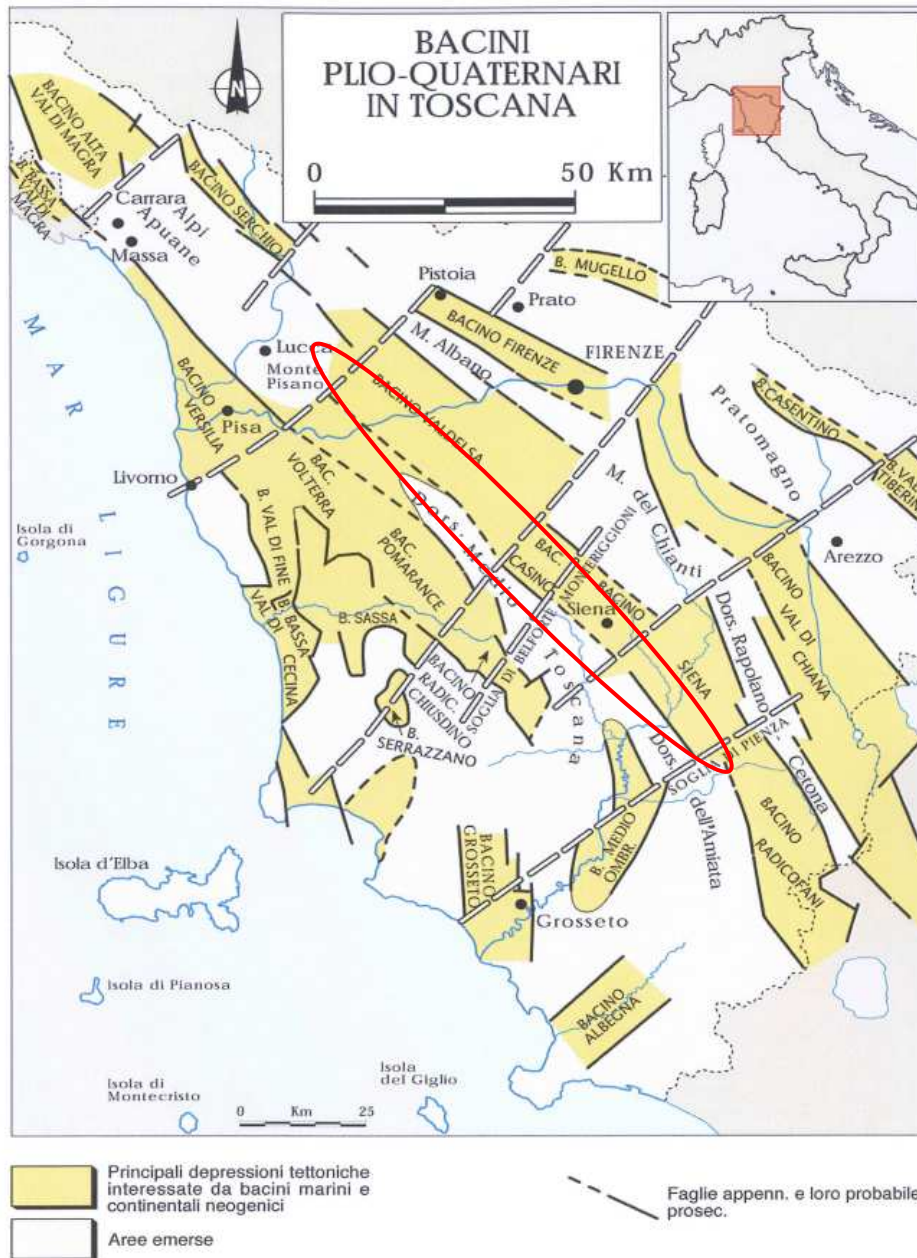 BACINI
PLIO-QUATERNARI
IN TOSCANA
0 50 Km
N
BACINO ALTA
VAL DI MAGRA
B. BASSA
VAL DI
MAGRA
Carrara
Alpi
Apuane
Massa
BACINO SERCHIO
Pistoia
Prato
B. MUGELLO
BACINO FIRENZE
FIRENZE
M. Albano
Lucca
Monte
Pisano
BACINO
VERSILIA
Pisa
BACINO VALDELSA
Livorno
MAR LIGURE
Isola di
Gorgona
BAC.
VOLTERRA
B. VAL DI FINE
BAC.
POMARANCE
Dors. Medio Toscana
BAC.
CASINO
BACINO
SIENA
Siena
SOGLIA DI BELFORTE MONTERIGGIONI
M. del Chianti
Pratomagno
B. CASENTINO
B. VAL
TIBER
Arezzo
BACINO
VAL DI CHIANA
Dors. Rapolano
Cetona
B. BASSA
VAL DI
CECINA
B. SASSA
BACINO
RADIC.
CHIUSDINO
B.
SERRAZZANO
SOGLIA DI PIENZA
Dors.
dell'Amiata
BACINO
RADICOFANI
B. MEDIO
OMBR.
BACINO
GROSSETO
Grosseto
BACINO
ALBEGNA
Isola d'Elba
Isola di Pianosa
Isola di
Montecristo
Isola
del Giglio
0 Km 25
Principali depressioni tettoniche
interessate da bacini marini e
continentali neogenici
Aree emerse
Faglie appenn. e loro probabile
prosec.